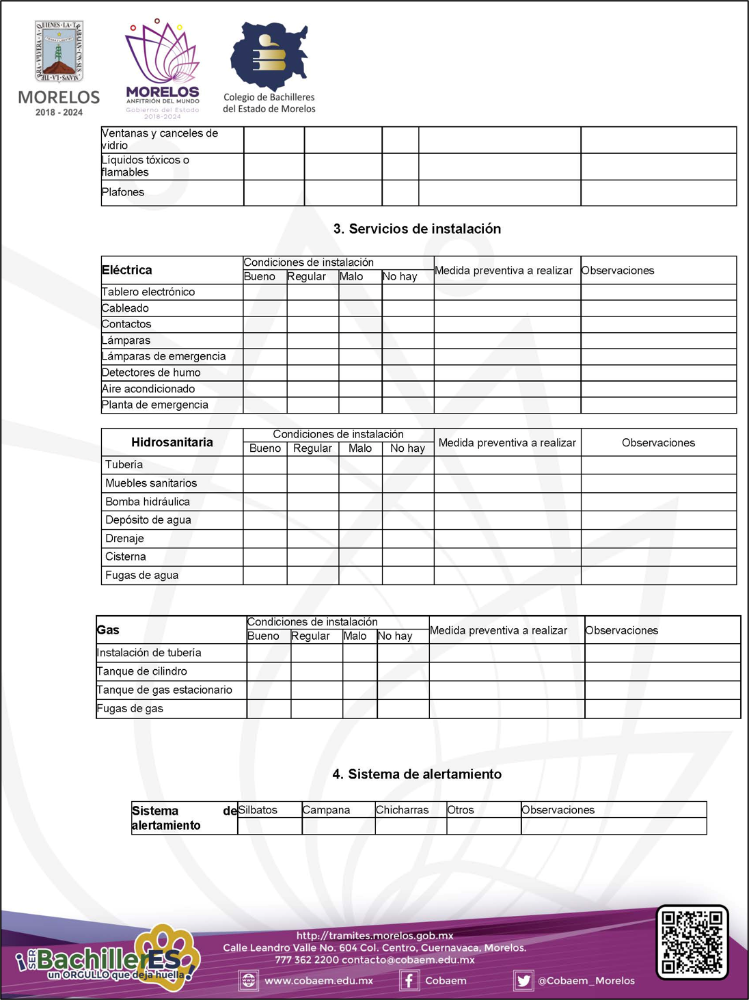 MORELOS
2018 - 2024
MORELOS
ANFITRIÓN DEL MUNDO
Gobierno del Estado
2018-2024
Colegio de Bachilleres
del Estado de Morelos
Ventanas y canceles de
vidrio
Líquidos tóxicos o
flamables
Plafones
3. Servicios de instalación
Eléctrica
Condiciones de instalación
Medida preventiva a realizar
Observaciones
Bueno Regular Malo No hay
Tablero electrónico
Cableado
Contactos
Lámparas
Lámparas de emergencia
Detectores de humo
Aire acondicionado
Planta de emergencia
Hidrosanitaria
Condiciones de instalación
Medida preventiva a realizar
Observaciones
Bueno Regular Malo No hay
Tubería
Muebles sanitarios
Bomba hidráulica
Depósito de agua
Drenaje
Cisterna
Fugas de agua
Gas
Condiciones de instalación
Medida preventiva a realizar
Observaciones
Bueno Regular Malo No hay
Instalación de tubería
Tanque de cilindro
Tanque de gas estacionario
Fugas de gas
4. Sistema de alertamiento
Sistema de
alertamiento
Silbatos Campana Chicharras Otros Observaciones
¡SER BachillerES
un ORGULLO que deja huella!
http://tramites.morelos.gob.mx
Calle Leandro Valle No. 604 Col. Centro, Cuernavaca, Morelos.
777 362 2200 contacto@cobaem.edu.mx
www.cobaem.edu.mx
Cobaem
@Cobaem_Morelos